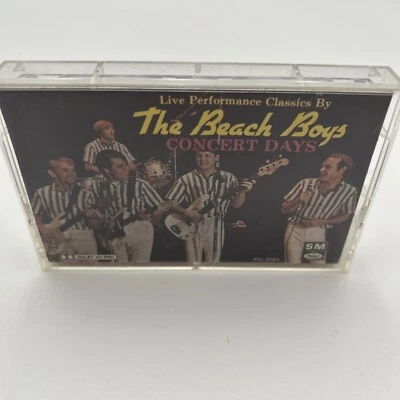 Live Performance Classics By
The Beach Boys
CONCERT DAYS
SM